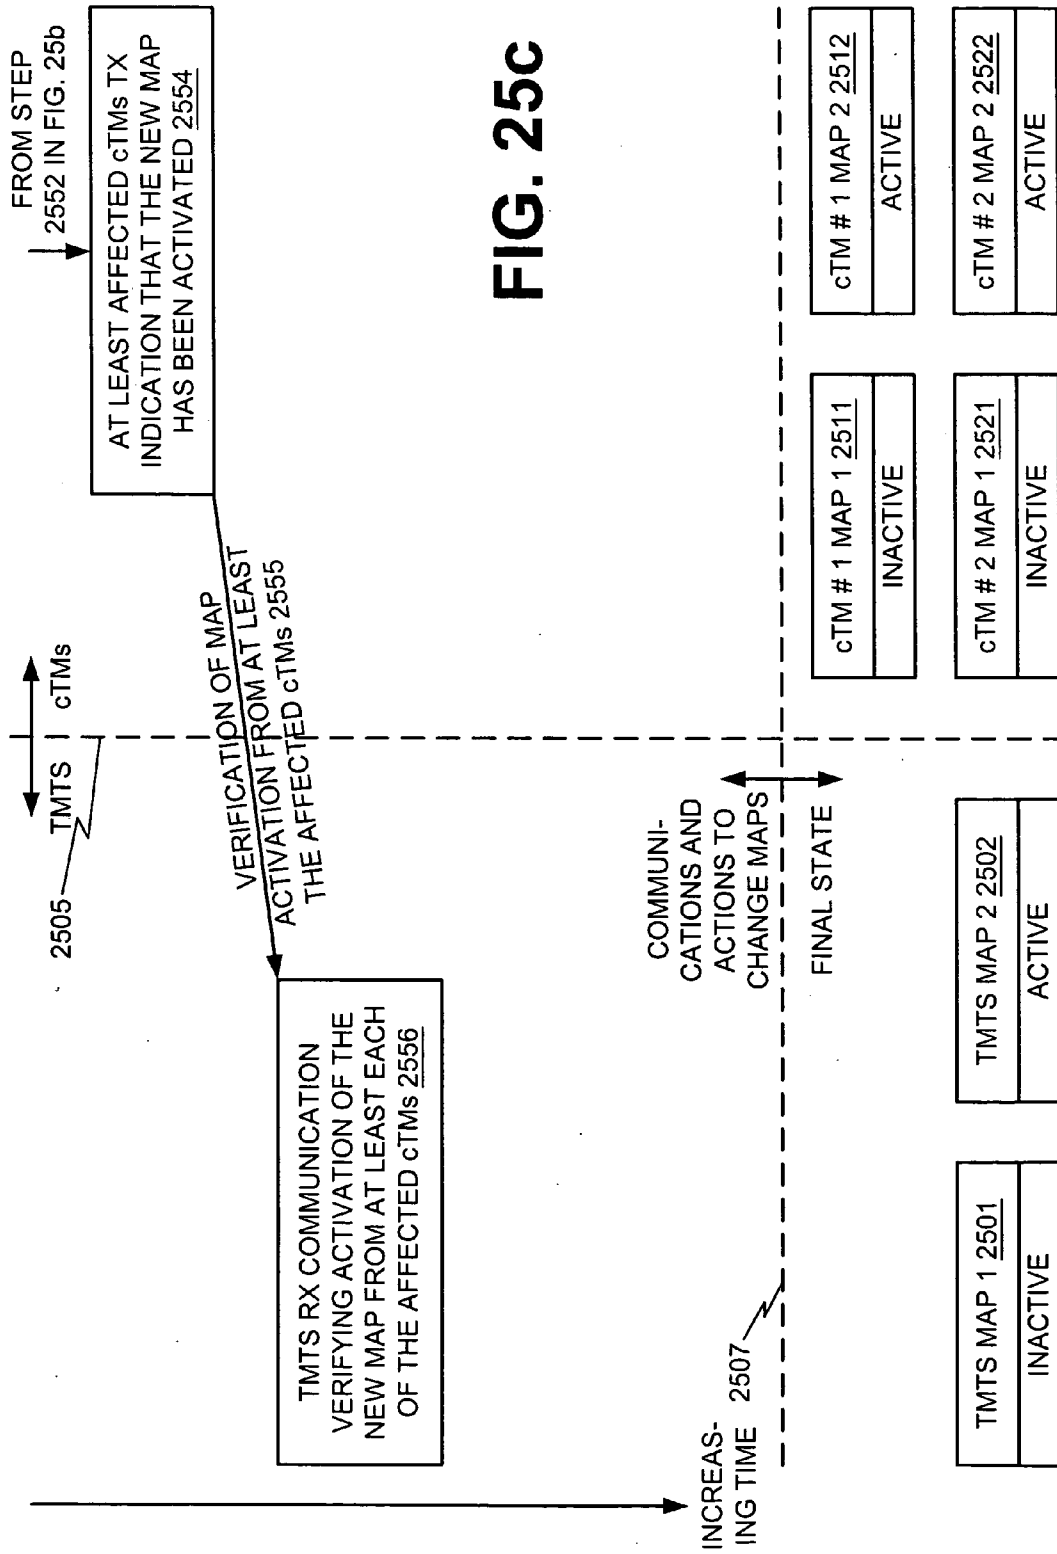 FROM STEP
2552 IN FIG. 25b
AT LEAST AFFECTED cTMs TX
INDICATION THAT THE NEW MAP
HAS BEEN ACTIVATED 2554
TMTS
cTMs
2505
VERIFICATION OF MAP
ACTIVATION FROM AT LEAST
THE AFFECTED cTMs 2555
TMTS RX COMMUNICATION
VERIFYING ACTIVATION OF THE
NEW MAP FROM AT LEAST EACH
OF THE AFFECTED cTMs 2556
FIG. 25c
INCREAS-
ING TIME
2507
COMMUNI-
CATIONS AND
ACTIONS TO
CHANGE MAPS
FINAL STATE
TMTS MAP 1 2501
INACTIVE
TMTS MAP 2 2502
ACTIVE
cTM # 1 MAP 1 2511
INACTIVE
cTM # 1 MAP 2 2512
ACTIVE
cTM # 2 MAP 1 2521
INACTIVE
cTM # 2 MAP 2 2522
ACTIVE